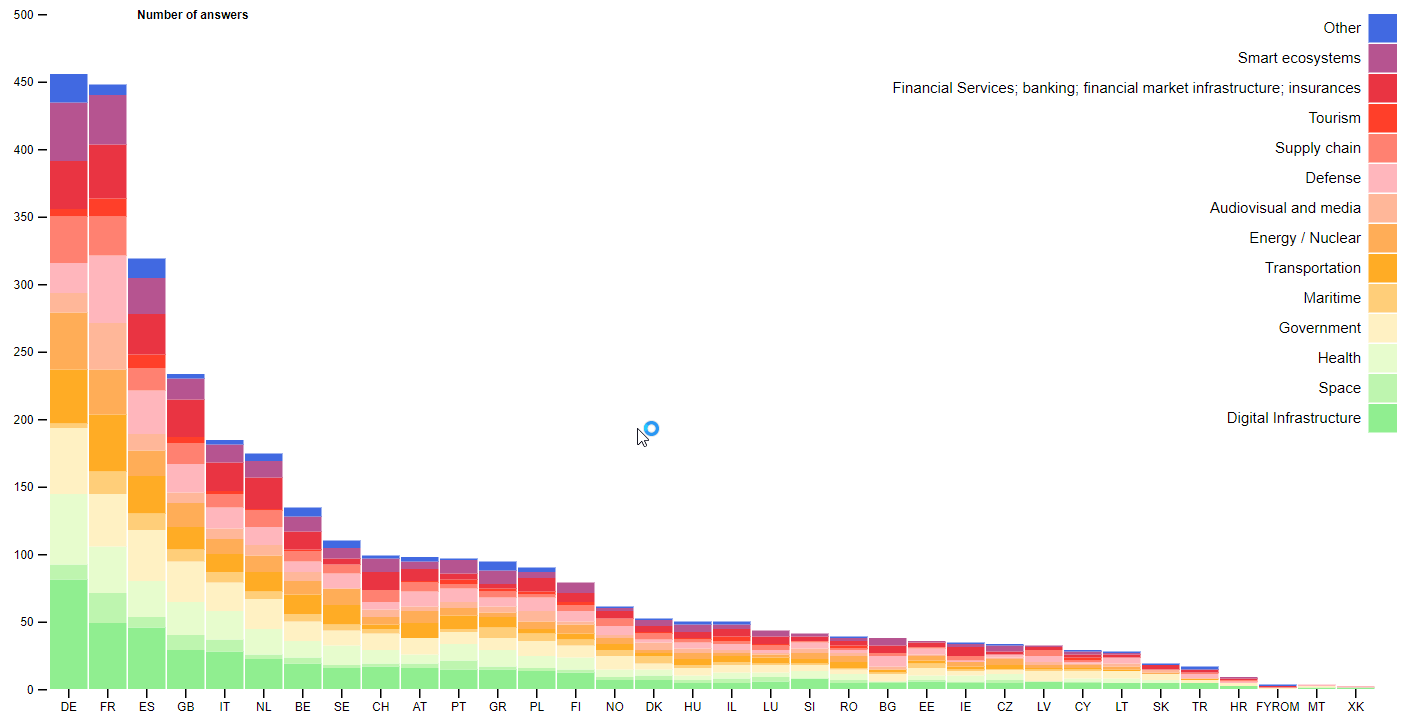 Number of answers
500
450
400
350
300
250
200
150
100
50
0
Other
Smart ecosystems
Financial Services; banking; financial market infrastructure; insurances
Tourism
Supply chain
Defense
Audiovisual and media
Energy / Nuclear
Transportation
Maritime
Government
Health
Space
Digital Infrastructure
DE FR ES GB IT NL BE SE CH AT PT GR PL FI NO DK HU IL LU SI RO BG EE IE CZ LV CY LT SK TR HR FYROM MT XK